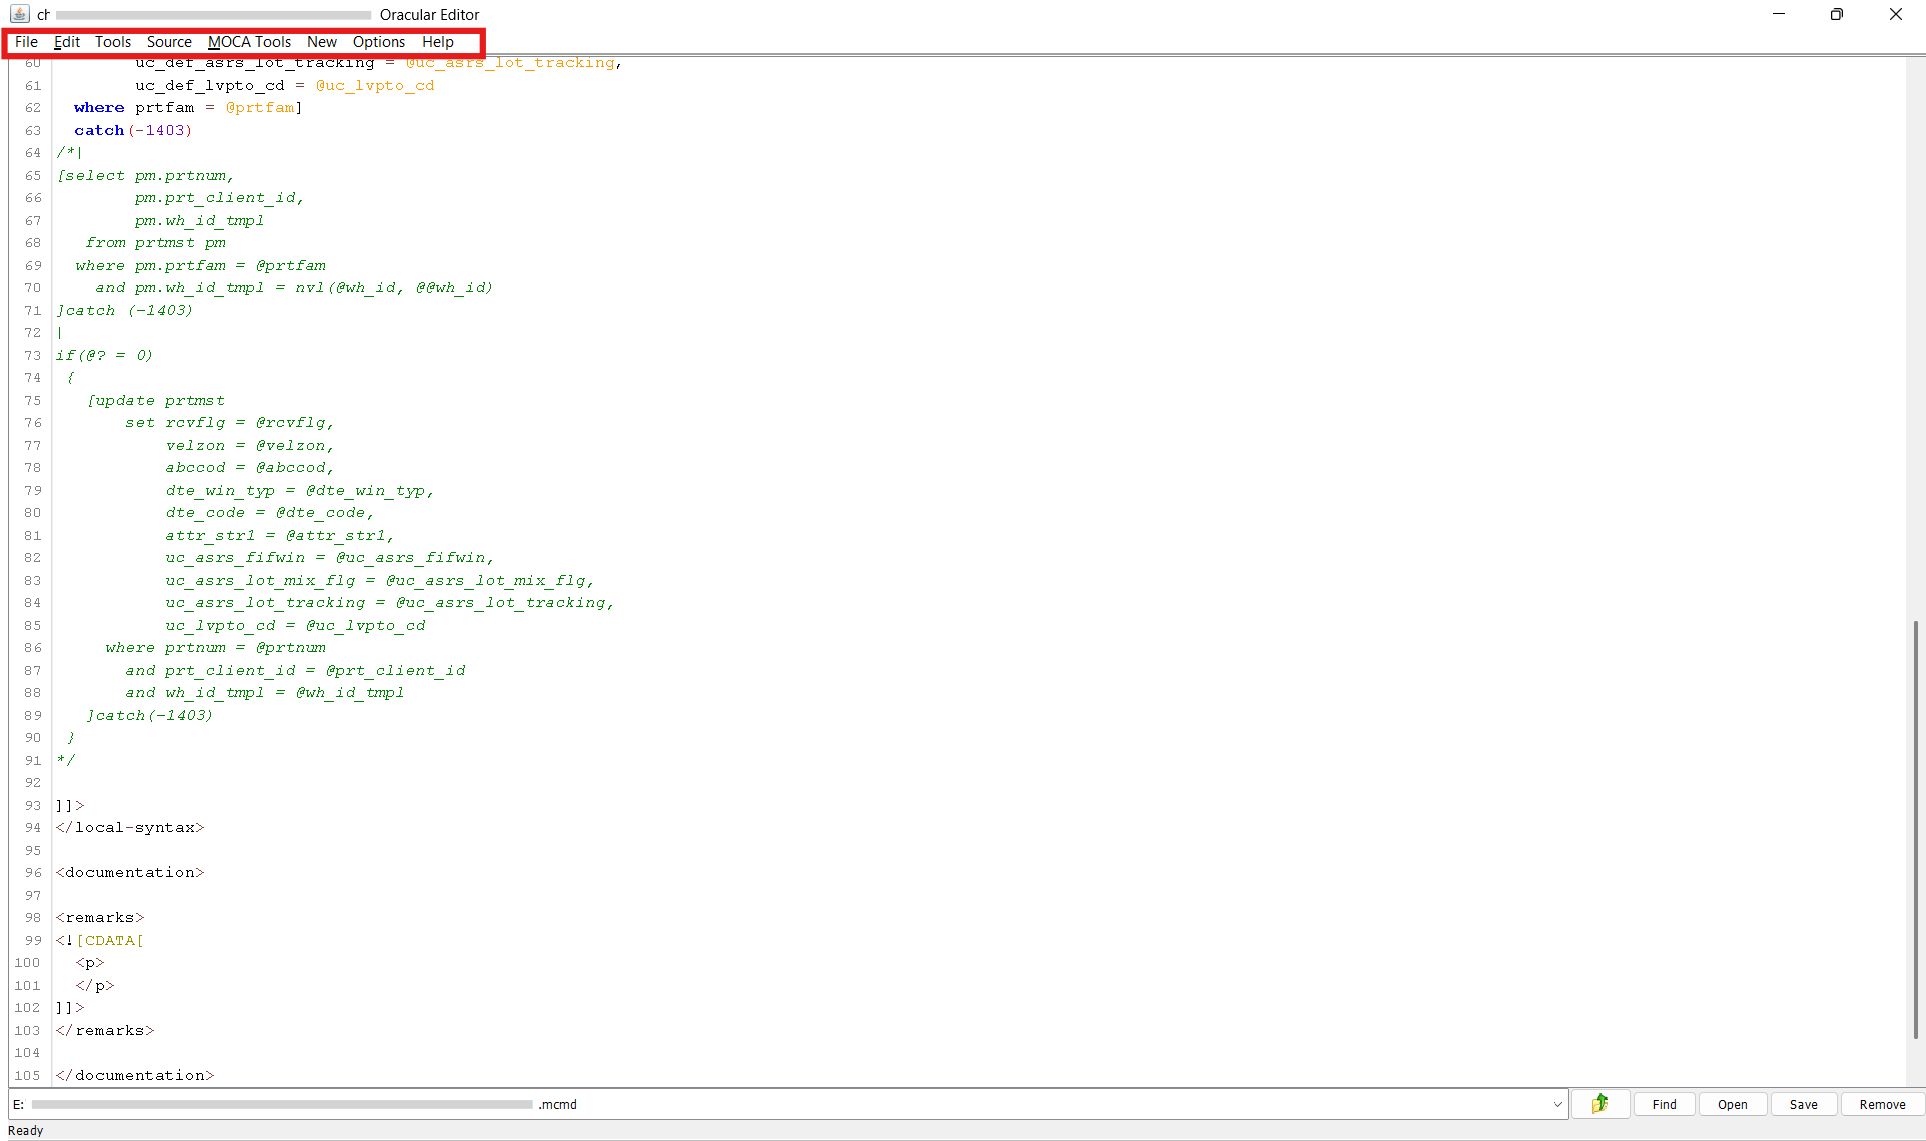 ch Oracular Editor
File Edit Tools Source MOCA Tools New Options Help
60 uc_def_asrs_lot_tracking = @uc_asrs_lot_tracking,
61 uc_def_lvpto_cd = @uc_lvpto_cd
62 where prtfam = @prtfam]
63 catch(-1403)
64 /*|
65 [select pm.prtnum,
66 pm.prt_client_id,
67 pm.wh_id_tmpl
68 from prtmst pm
69 where pm.prtfam = @prtfam
70 and pm.wh_id_tmpl = nvl(@wh_id, @@wh_id)
71 ]catch (-1403)
72 |
73 if(@? = 0)
74 {
75 [update prtmst
76 set rcvflg = @rcvflg,
77 velzon = @velzon,
78 abccod = @abccod,
79 dte_win_typ = @dte_win_typ,
80 dte_code = @dte_code,
81 attr_str1 = @attr_str1,
82 uc_asrs_fifwin = @uc_asrs_fifwin,
83 uc_asrs_lot_mix_flg = @uc_asrs_lot_mix_flg,
84 uc_asrs_lot_tracking = @uc_asrs_lot_tracking,
85 uc_lvpto_cd = @uc_lvpto_cd
86 where prtnum = @prtnum
87 and prt_client_id = @prt_client_id
88 and wh_id_tmpl = @wh_id_tmpl
89 ]catch(-1403)
90 }
91 */
92
93 ]]>
94 </local-syntax>
95
96 <documentation>
97
98 <remarks>
99 <![CDATA[
100 <p>
101 </p>
102 ]]>
103 </remarks>
104
105 </documentation>
E: .mcmd Find Open Save Remove
Ready